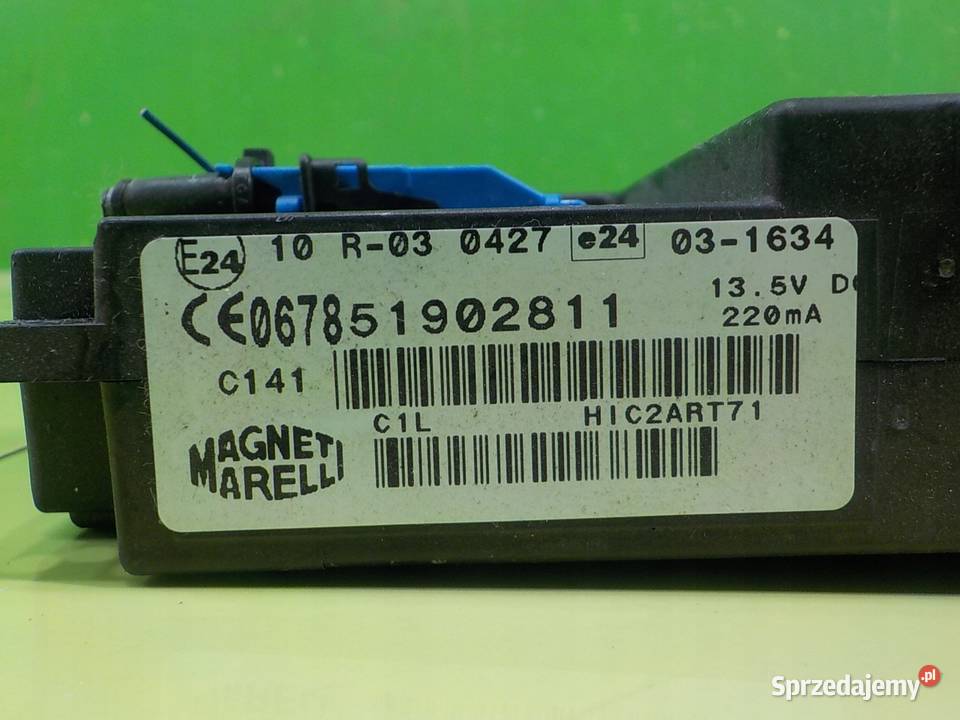 E24 10 R-03 0427 e24 03-1634
13.5V DC
CE0678 51902811
220mA
C141
C1L HIC2ART71
MAGNETI
MARELLI
Sprzedajemy.pl